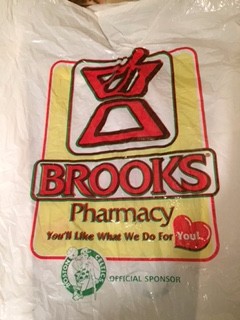 BROOKS
Pharmacy
You'll Like What We Do For You!
BOSTON CELTICS
OFFICIAL SPONSOR